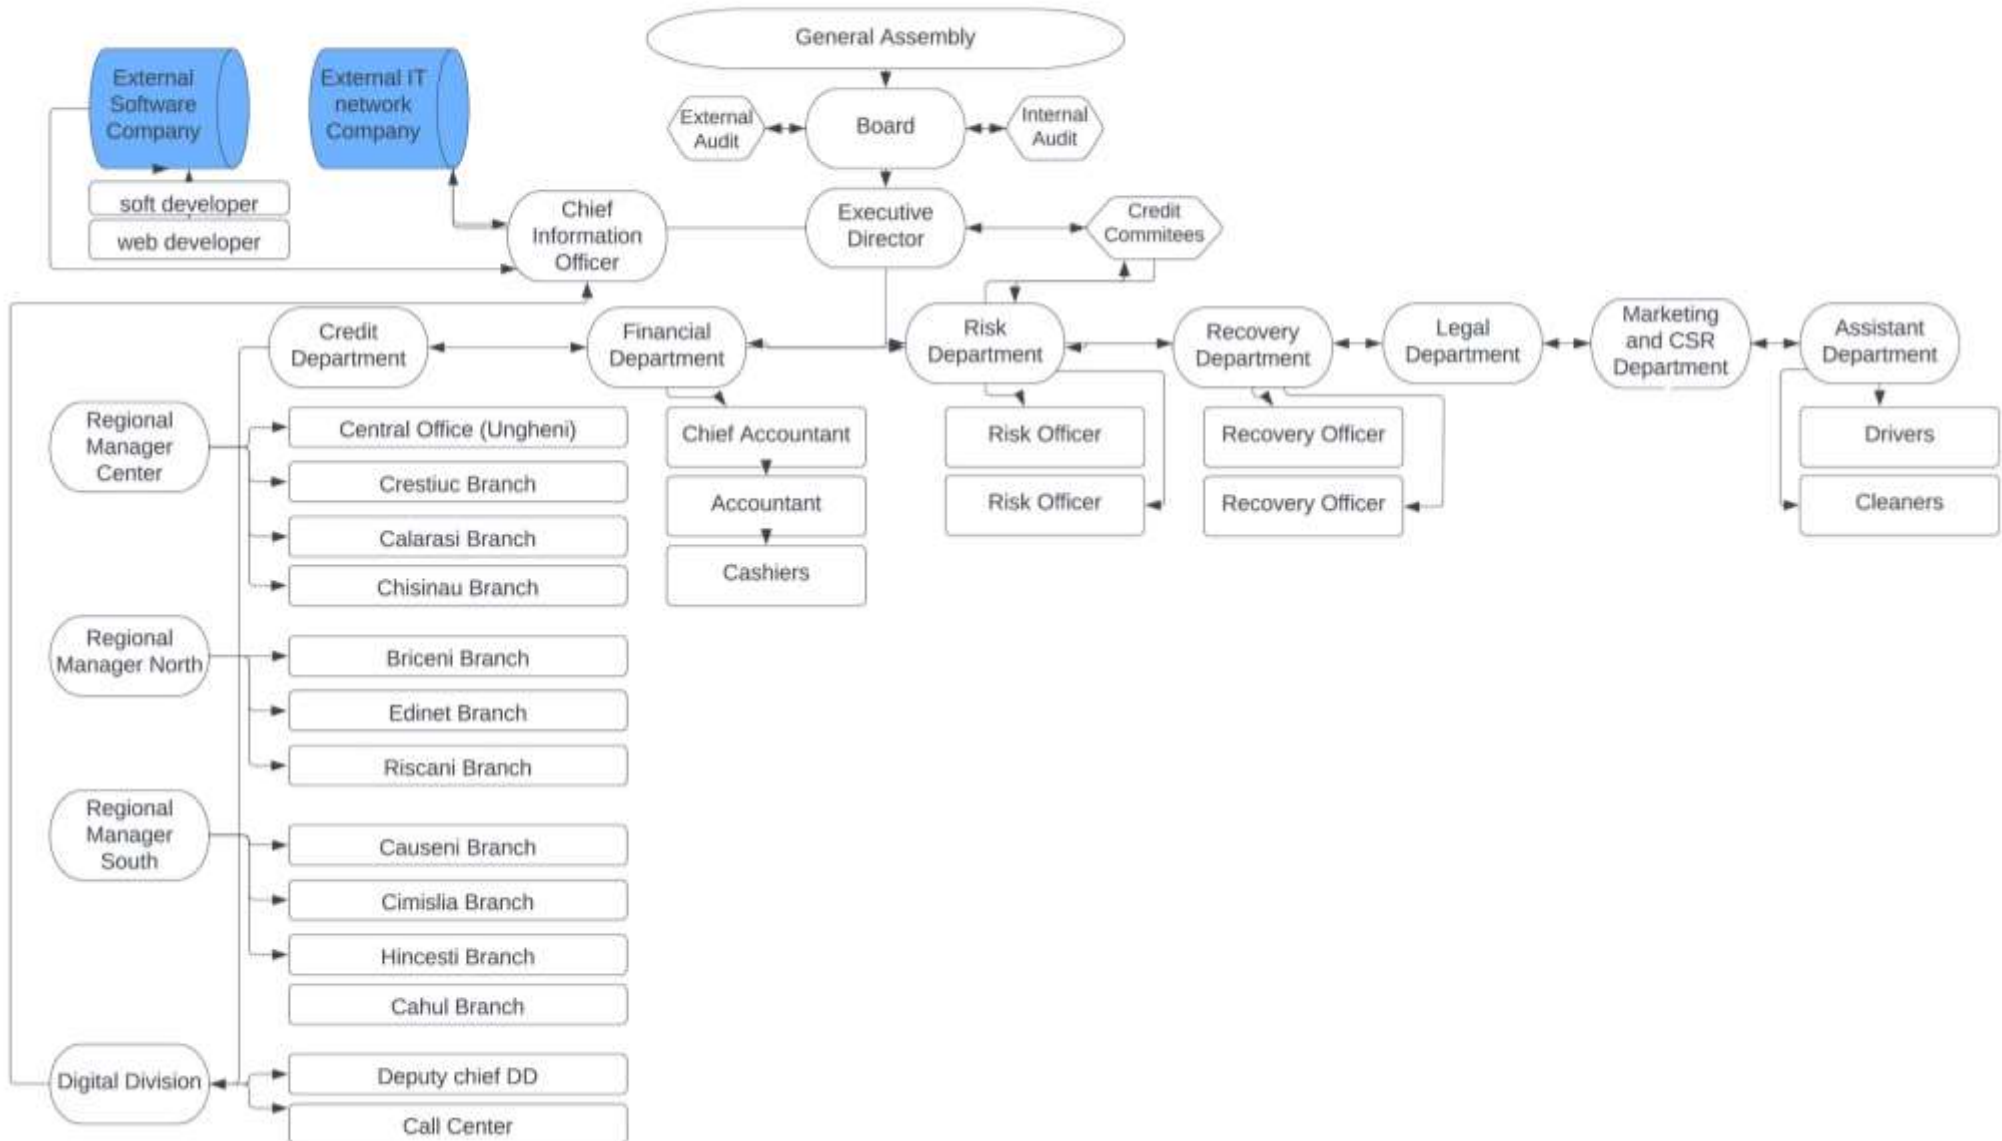 General Assembly
External
Software
Company
External IT
network
Company
External
Audit
Board
Internal
Audit
soft developer
web developer
Chief
Information
Officer
Executive
Director
Credit
Commitees
Credit
Department
Financial
Department
Risk
Department
Recovery
Department
Legal
Department
Marketing
and CSR
Department
Assistant
Department
Regional
Manager
Center
Central Office (Ungheni)
Crestiuc Branch
Calarasi Branch
Chisinau Branch
Chief Accountant
Accountant
Cashiers
Risk Officer
Risk Officer
Recovery Officer
Recovery Officer
Drivers
Cleaners
Regional
Manager North
Briceni Branch
Edinet Branch
Riscani Branch
Regional
Manager
South
Causeni Branch
Cimislia Branch
Hincesti Branch
Cahul Branch
Digital Division
Deputy chief DD
Call Center